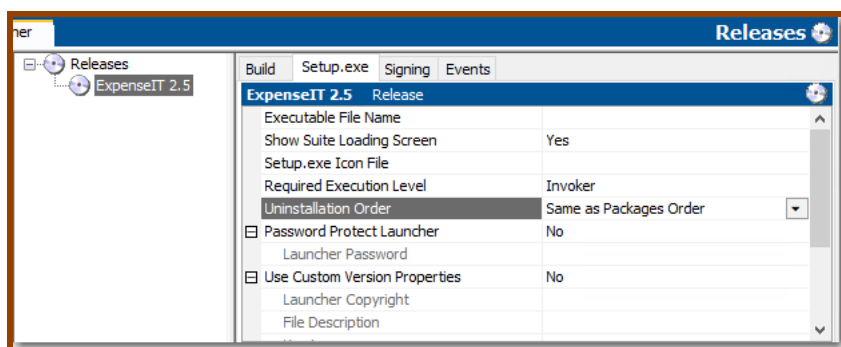 ner
Releases
Releases
ExpenseIT 2.5
Build Setup.exe Signing Events
ExpenseIT 2.5 Release
Executable File Name
Show Suite Loading Screen Yes
Setup.exe Icon File
Required Execution Level Invoker
Uninstallation Order Same as Packages Order
Password Protect Launcher No
Launcher Password
Use Custom Version Properties No
Launcher Copyright
File Description